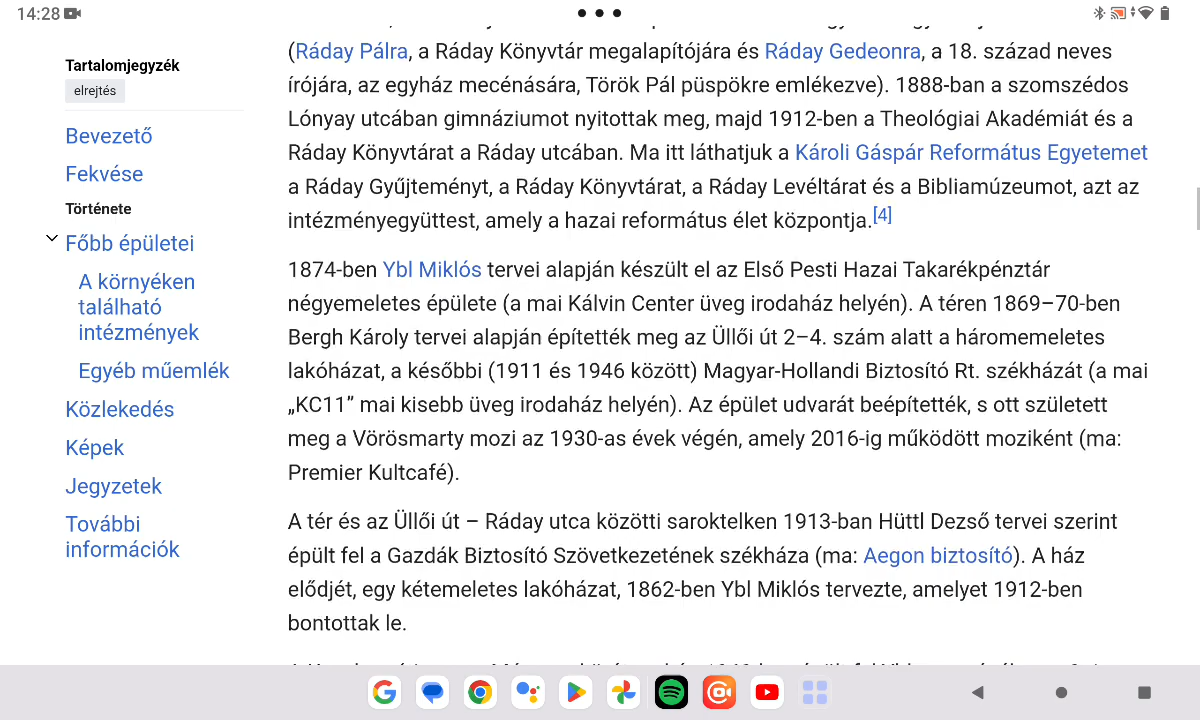 14:28
Tartalomjegyzék
elrejtés
Bevezető
Fekvése
Története
Főbb épületei
A környéken
található
intézmények
Egyéb műemlék
Közlekedés
Képek
Jegyzetek
További
információk
(Ráday Pálra, a Ráday Könyvtár megalapítójára és Ráday Gedeonra, a 18. század neves
írójára, az egyház mecénására, Török Pál püspökre emlékezve). 1888-ban a szomszédos
Lónyay utcában gimnáziumot nyitottak meg, majd 1912-ben a Theológiai Akadémiát és a
Ráday Könyvtárat a Ráday utcában. Ma itt láthatjuk a Károli Gáspár Református Egyetemet
a Ráday Gyűjteményt, a Ráday Könyvtárat, a Ráday Levéltárat és a Bibliamúzeumot, azt az
intézményegyüttest, amely a hazai református élet központja.[4]
1874-ben Ybl Miklós tervei alapján készült el az Első Pesti Hazai Takarékpénztár
négyemeletes épülete (a mai Kálvin Center üveg irodaház helyén). A téren 1869–70-ben
Bergh Károly tervei alapján építették meg az Üllői út 2–4. szám alatt a háromemeletes
lakóházat, a későbbi (1911 és 1946 között) Magyar-Hollandi Biztosító Rt. székházát (a mai
„KC11” mai kisebb üveg irodaház helyén). Az épület udvarát beépítették, s ott született
meg a Vörösmarty mozi az 1930-as évek végén, amely 2016-ig működött moziként (ma:
Premier Kultcafé).
A tér és az Üllői út – Ráday utca közötti saroktelken 1913-ban Hüttl Dezső tervei szerint
épült fel a Gazdák Biztosító Szövetkezetének székháza (ma: Aegon biztosító). A ház
elődjét, egy kétemeletes lakóházat, 1862-ben Ybl Miklós tervezte, amelyet 1912-ben
bontottak le.